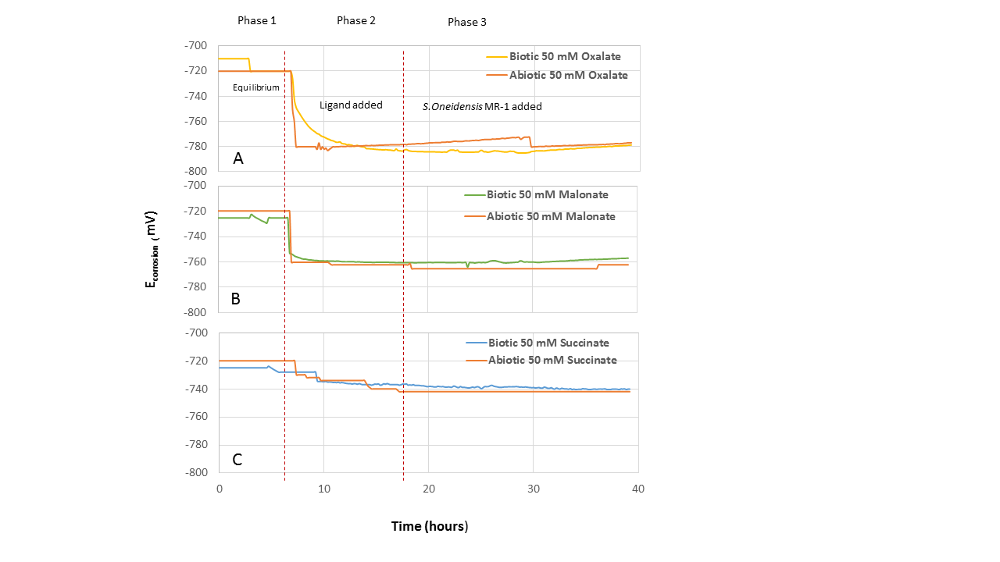 Phase 1
Phase 2
Phase 3
-700
-720
-740
-760
-780
-800
Biotic 50 mM Oxalate
Abiotic 50 mM Oxalate
Equilibrium
Ligand added
S.Oneidensis MR-1 added
A
-700
-720
-740
-760
-780
-800
Biotic 50 mM Malonate
Abiotic 50 mM Malonate
B
Ecorrosion (mV)
-700
-720
-740
-760
-780
-800
Biotic 50 mM Succinate
Abiotic 50 mM Succinate
C
0 10 20 30 40
Time (hours)